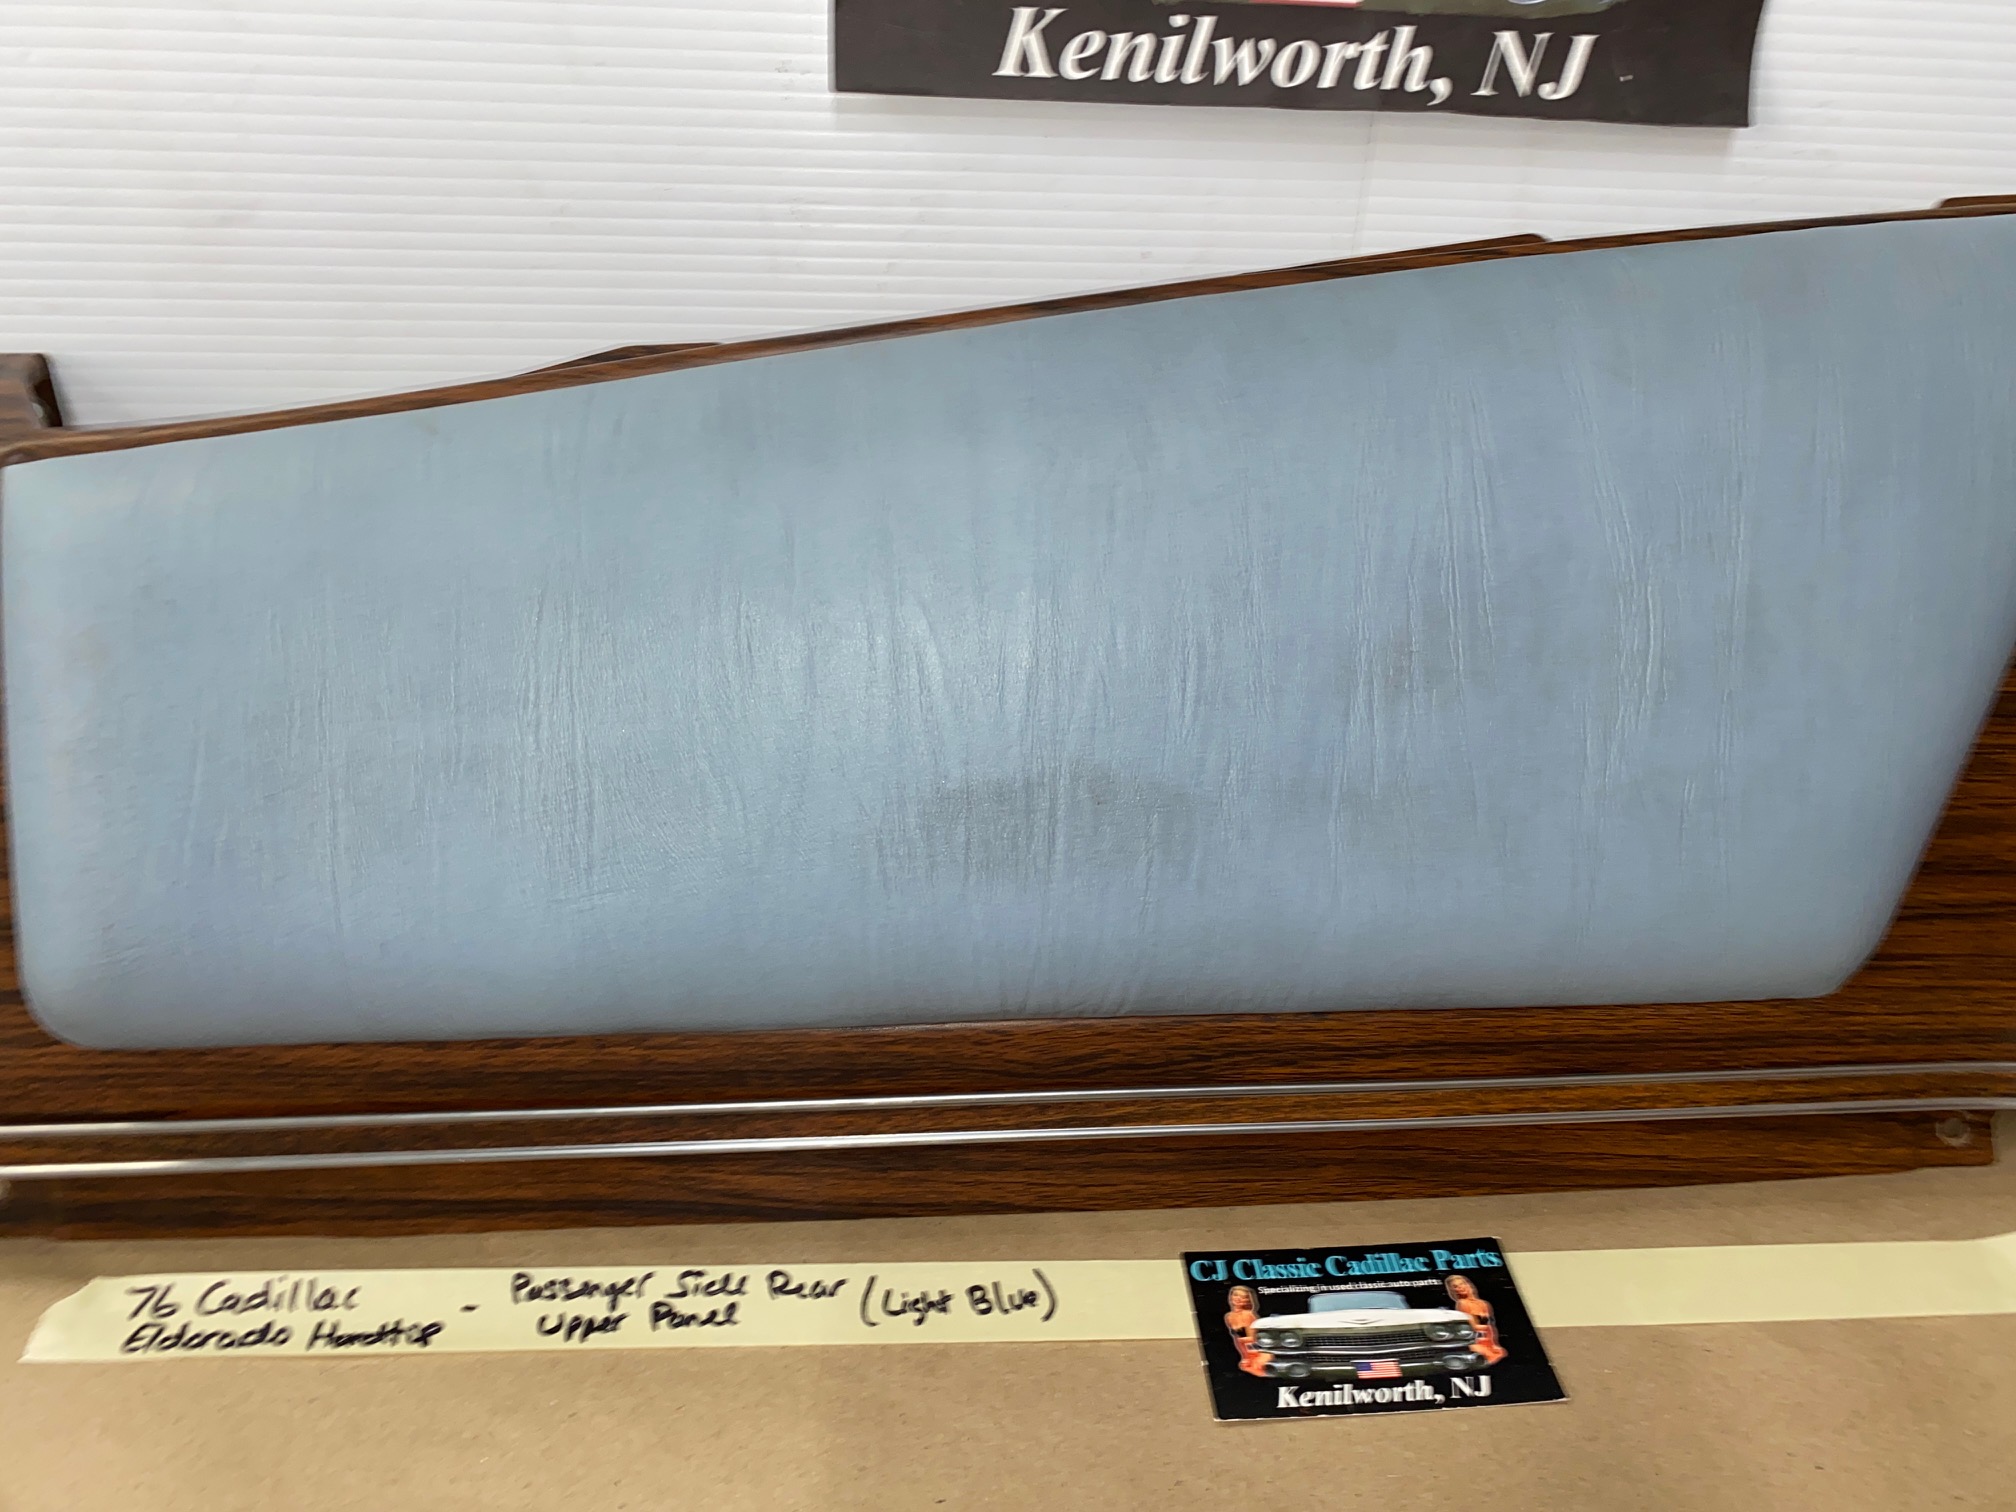 Kenilworth, NJ
76 Cadillac
Eldorado Hardtop
-
Passenger Side Rear
Upper Panel
(Light Blue)
CJ Classic Cadillac Parts
Specializing in used classic auto parts
Kenilworth, NJ